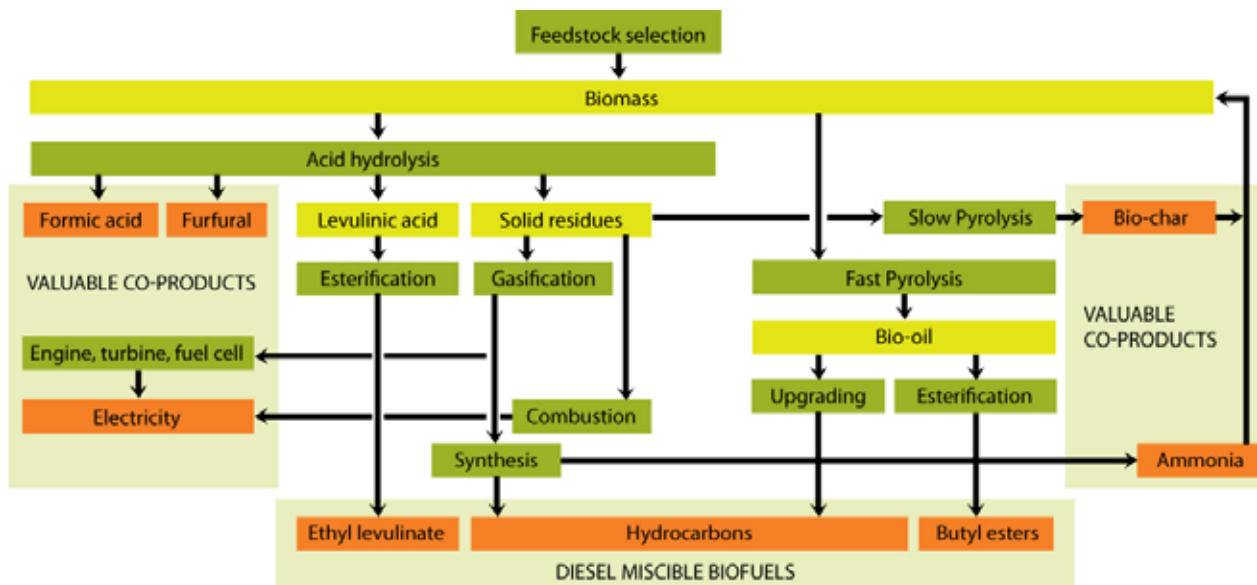 Feedstock selection
Biomass
Acid hydrolysis
Formic acid
Furfural
Levulinic acid
Solid residues
Slow Pyrolysis
Bio-char
VALUABLE CO-PRODUCTS
Esterification
Gasification
Fast Pyrolysis
VALUABLE
CO-PRODUCTS
Engine, turbine, fuel cell
Bio-oil
Electricity
Combustion
Upgrading
Esterification
Synthesis
Ammonia
Ethyl levulinate
Hydrocarbons
Butyl esters
DIESEL MISCIBLE BIOFUELS